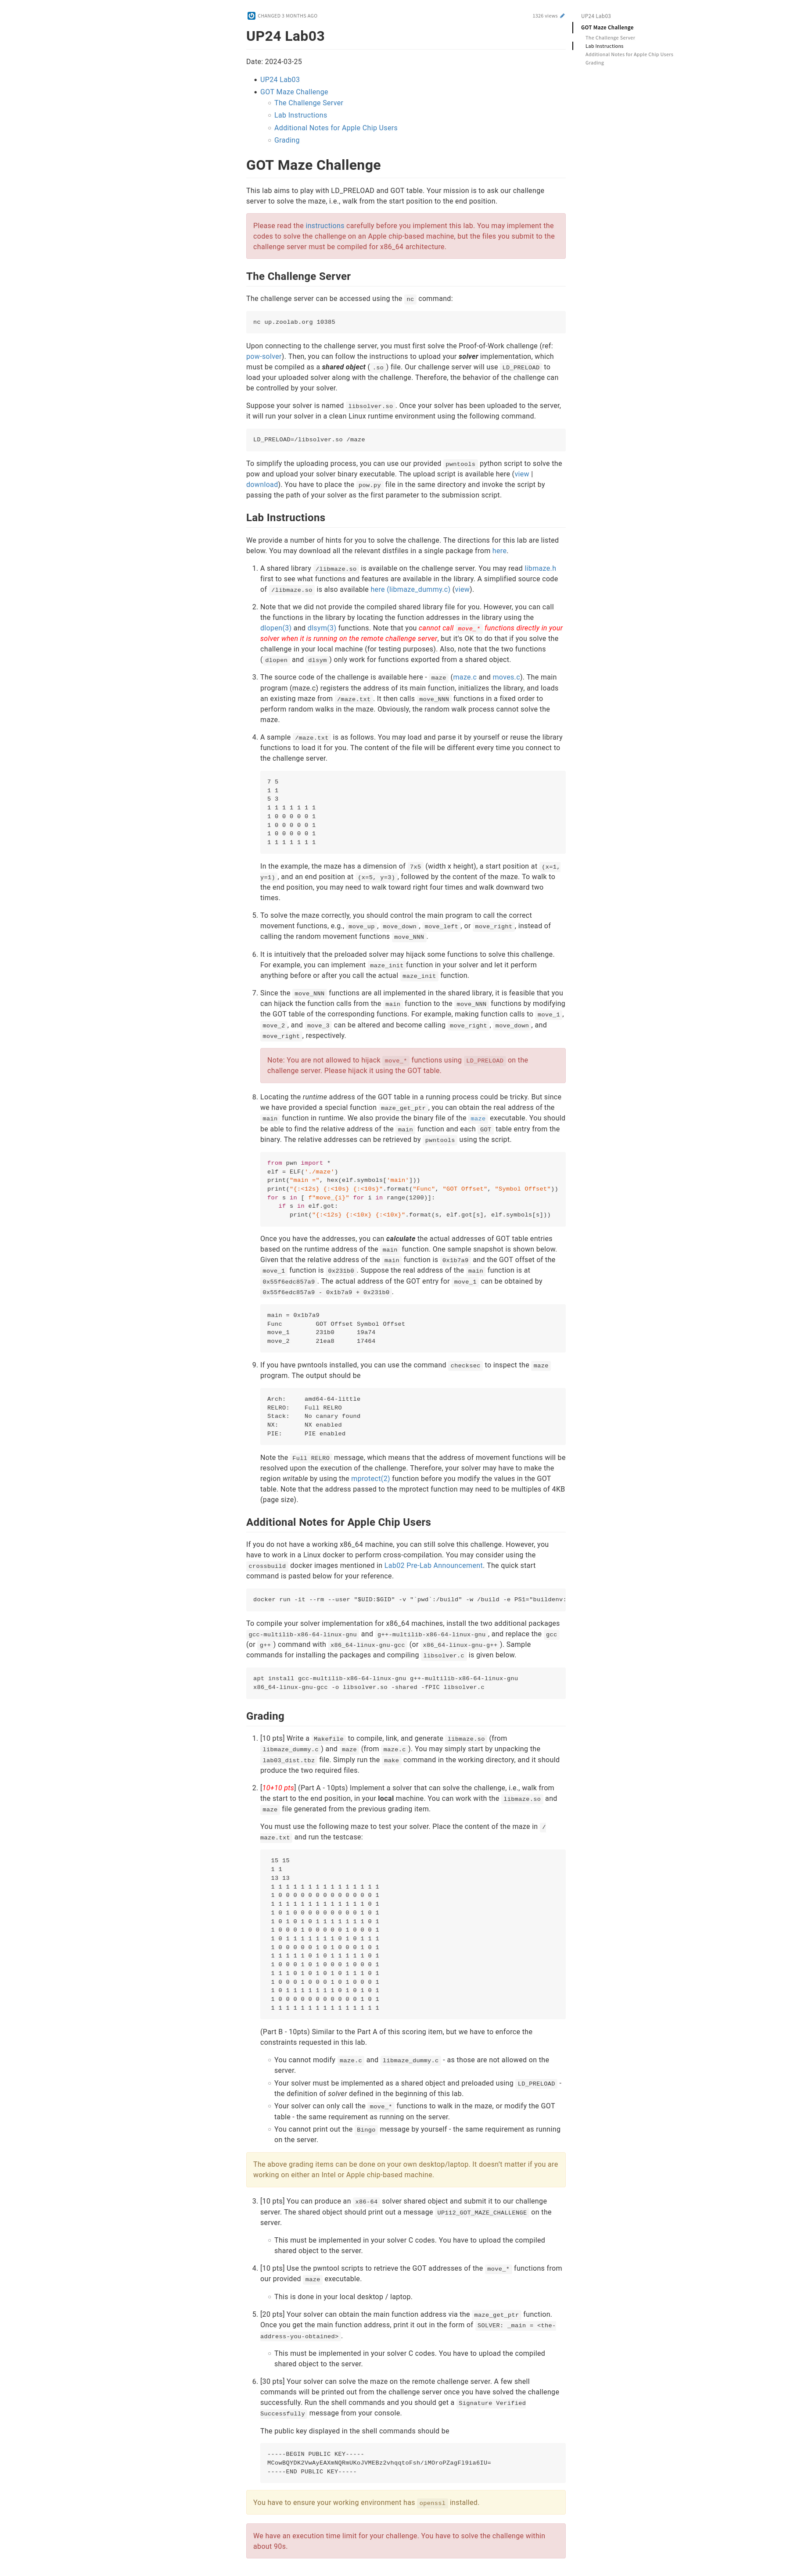 CHANGED 3 MONTHS AGO
1326 views
UP24 Lab03
Date: 2024-03-25
UP24 Lab03
GOT Maze Challenge
The Challenge Server
Lab Instructions
Additional Notes for Apple Chip Users
Grading
UP24 Lab03
GOT Maze Challenge
The Challenge Server
Lab Instructions
Additional Notes for Apple Chip Users
Grading
GOT Maze Challenge
This lab aims to play with LD_PRELOAD and GOT table. Your mission is to ask our challenge
server to solve the maze, i.e., walk from the start position to the end position.
Please read the instructions carefully before you implement this lab. You may implement the
codes to solve the challenge on an Apple chip-based machine, but the files you submit to the
challenge server must be compiled for x86_64 architecture.
The Challenge Server
The challenge server can be accessed using the nc command:
nc up.zoolab.org 10385
Upon connecting to the challenge server, you must first solve the Proof-of-Work challenge (ref:
pow-solver). Then, you can follow the instructions to upload your solver implementation, which
must be compiled as a shared object ( .so ) file. Our challenge server will use LD_PRELOAD to
load your uploaded solver along with the challenge. Therefore, the behavior of the challenge can
be controlled by your solver.
Suppose your solver is named libsolver.so . Once your solver has been uploaded to the server,
it will run your solver in a clean Linux runtime environment using the following command.
LD_PRELOAD=/libsolver.so /maze
To simplify the uploading process, you can use our provided pwntools python script to solve the
pow and upload your solver binary executable. The upload script is available here (view |
download). You have to place the pow.py file in the same directory and invoke the script by
passing the path of your solver as the first parameter to the submission script.
Lab Instructions
We provide a number of hints for you to solve the challenge. The directions for this lab are listed
below. You may download all the relevant distfiles in a single package from here.
1. A shared library /libmaze.so is available on the challenge server. You may read libmaze.h
first to see what functions and features are available in the library. A simplified source code
of /libmaze.so is also available here (libmaze_dummy.c) (view).
2. Note that we did not provide the compiled shared library file for you. However, you can call
the functions in the library by locating the function addresses in the library using the
dlopen(3) and dlsym(3) functions. Note that you cannot call move_* functions directly in your
solver when it is running on the remote challenge server, but it's OK to do that if you solve the
challenge in your local machine (for testing purposes). Also, note that the two functions
( dlopen and dlsym ) only work for functions exported from a shared object.
3. The source code of the challenge is available here - maze (maze.c and moves.c). The main
program (maze.c) registers the address of its main function, initializes the library, and loads
an existing maze from /maze.txt . It then calls move_NNN functions in a fixed order to
perform random walks in the maze. Obviously, the random walk process cannot solve the
maze.
4. A sample /maze.txt is as follows. You may load and parse it by yourself or reuse the library
functions to load it for you. The content of the file will be different every time you connect to
the challenge server.
7 5
1 1
5 3
1 1 1 1 1 1 1
1 0 0 0 0 0 1
1 0 0 0 0 0 1
1 0 0 0 0 0 1
1 1 1 1 1 1 1
In the example, the maze has a dimension of 7x5 (width x height), a start position at (x=1,
y=1) , and an end position at (x=5, y=3) , followed by the content of the maze. To walk to
the end position, you may need to walk toward right four times and walk downward two
times.
5. To solve the maze correctly, you should control the main program to call the correct
movement functions, e.g., move_up , move_down , move_left , or move_right , instead of
calling the random movement functions move_NNN .
6. It is intuitively that the preloaded solver may hijack some functions to solve this challenge.
For example, you can implement maze_init function in your solver and let it perform
anything before or after you call the actual maze_init function.
7. Since the move_NNN functions are all implemented in the shared library, it is feasible that you
can hijack the function calls from the main function to the move_NNN functions by modifying
the GOT table of the corresponding functions. For example, making function calls to move_1 ,
move_2 , and move_3 can be altered and become calling move_right , move_down , and
move_right , respectively.
Note: You are not allowed to hijack move_* functions using LD_PRELOAD on the
challenge server. Please hijack it using the GOT table.
8. Locating the runtime address of the GOT table in a running process could be tricky. But since
we have provided a special function maze_get_ptr , you can obtain the real address of the
main function in runtime. We also provide the binary file of the maze executable. You should
be able to find the relative address of the main function and each GOT table entry from the
binary. The relative addresses can be retrieved by pwntools using the script.
from pwn import *
elf = ELF('./maze')
print("main =", hex(elf.symbols['main']))
print("{:<12s} {:<10s} {:<10s}".format("Func", "GOT Offset", "Symbol Offset"))
for s in [ f"move_{i}" for i in range(1200)]:
if s in elf.got:
print("{:<12s} {:<10x} {:<10x}".format(s, elf.got[s], elf.symbols[s]))
Once you have the addresses, you can calculate the actual addresses of GOT table entries
based on the runtime address of the main function. One sample snapshot is shown below.
Given that the relative address of the main function is 0x1b7a9 and the GOT offset of the
move_1 function is 0x231b0 . Suppose the real address of the main function is at
0x55f6edc857a9 . The actual address of the GOT entry for move_1 can be obtained by
0x55f6edc857a9 - 0x1b7a9 + 0x231b0 .
main = 0x1b7a9
Func GOT Offset Symbol Offset
move_1 231b0 19a74
move_2 21ea8 17464
9. If you have pwntools installed, you can use the command checksec to inspect the maze
program. The output should be
Arch: amd64-64-little
RELRO: Full RELRO
Stack: No canary found
NX: NX enabled
PIE: PIE enabled
Note the Full RELRO message, which means that the address of movement functions will be
resolved upon the execution of the challenge. Therefore, your solver may have to make the
region writable by using the mprotect(2) function before you modify the values in the GOT
table. Note that the address passed to the mprotect function may need to be multiples of 4KB
(page size).
Additional Notes for Apple Chip Users
If you do not have a working x86_64 machine, you can still solve this challenge. However, you
have to work in a Linux docker to perform cross-compilation. You may consider using the
crossbuild docker images mentioned in Lab02 Pre-Lab Announcement. The quick start
command is pasted below for your reference.
docker run -it --rm --user "$UID:$GID" -v "`pwd`:/build" -w /build -e PS1="buildenv:
To compile your solver implementation for x86_64 machines, install the two additional packages
gcc-multilib-x86-64-linux-gnu and g++-multilib-x86-64-linux-gnu , and replace the gcc
(or g++ ) command with x86_64-linux-gnu-gcc (or x86_64-linux-gnu-g++ ). Sample
commands for installing the packages and compiling libsolver.c is given below.
apt install gcc-multilib-x86-64-linux-gnu g++-multilib-x86-64-linux-gnu
x86_64-linux-gnu-gcc -o libsolver.so -shared -fPIC libsolver.c
Grading
1. [10 pts] Write a Makefile to compile, link, and generate libmaze.so (from
libmaze_dummy.c ) and maze (from maze.c ). You may simply start by unpacking the
lab03_dist.tbz file. Simply run the make command in the working directory, and it should
produce the two required files.
2. [10+10 pts] (Part A - 10pts) Implement a solver that can solve the challenge, i.e., walk from
the start to the end position, in your local machine. You can work with the libmaze.so and
maze file generated from the previous grading item.
You must use the following maze to test your solver. Place the content of the maze in /
maze.txt and run the testcase:
15 15
1 1
13 13
1 1 1 1 1 1 1 1 1 1 1 1 1 1 1
1 0 0 0 0 0 0 0 0 0 0 0 0 0 1
1 1 1 1 1 1 1 1 1 1 1 1 1 0 1
1 0 1 0 0 0 0 0 0 0 0 0 1 0 1
1 0 1 0 1 0 1 1 1 1 1 1 1 0 1
1 0 0 0 1 0 0 0 0 0 1 0 0 0 1
1 0 1 1 1 1 1 1 1 0 1 0 1 1 1
1 0 0 0 0 0 1 0 1 0 0 0 1 0 1
1 1 1 1 1 0 1 0 1 1 1 1 1 0 1
1 0 0 0 1 0 1 0 0 0 1 0 0 0 1
1 1 1 0 1 0 1 0 1 0 1 1 1 0 1
1 0 0 0 1 0 0 0 1 0 1 0 0 0 1
1 0 1 1 1 1 1 1 1 0 1 0 1 0 1
1 0 0 0 0 0 0 0 0 0 0 0 1 0 1
1 1 1 1 1 1 1 1 1 1 1 1 1 1 1
(Part B - 10pts) Similar to the Part A of this scoring item, but we have to enforce the
constraints requested in this lab.
You cannot modify maze.c and libmaze_dummy.c - as those are not allowed on the
server.
Your solver must be implemented as a shared object and preloaded using LD_PRELOAD -
the definition of solver defined in the beginning of this lab.
Your solver can only call the move_* functions to walk in the maze, or modify the GOT
table - the same requirement as running on the server.
You cannot print out the Bingo message by yourself - the same requirement as running
on the server.
The above grading items can be done on your own desktop/laptop. It doesn't matter if you are
working on either an Intel or Apple chip-based machine.
3. [10 pts] You can produce an x86-64 solver shared object and submit it to our challenge
server. The shared object should print out a message UP112_GOT_MAZE_CHALLENGE on the
server.
This must be implemented in your solver C codes. You have to upload the compiled
shared object to the server.
4. [10 pts] Use the pwntool scripts to retrieve the GOT addresses of the move_* functions from
our provided maze executable.
This is done in your local desktop / laptop.
5. [20 pts] Your solver can obtain the main function address via the maze_get_ptr function.
Once you get the main function address, print it out in the form of SOLVER: _main = <the-
address-you-obtained> .
This must be implemented in your solver C codes. You have to upload the compiled
shared object to the server.
6. [30 pts] Your solver can solve the maze on the remote challenge server. A few shell
commands will be printed out from the challenge server once you have solved the challenge
successfully. Run the shell commands and you should get a Signature Verified
Successfully message from your console.
The public key displayed in the shell commands should be
-----BEGIN PUBLIC KEY-----
MCowBQYDK2VwAyEAXmNQRmUKoJVMEBz2vhqqtoFsh/iMOroPZagFl9ia6IU=
-----END PUBLIC KEY-----
You have to ensure your working environment has openssl installed.
We have an execution time limit for your challenge. You have to solve the challenge within
about 90s.